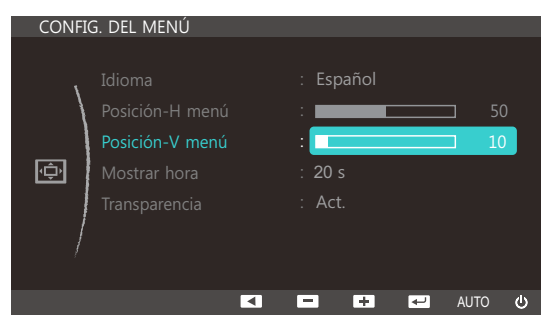 CONFIG. DEL MENÚ
Idioma : Español
Posición-H menú : 50
Posición-V menú : 10
Mostrar hora : 20 s
Transparencia : Act.
AUTO